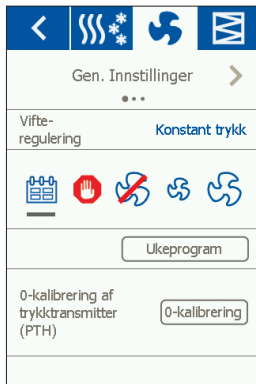 Gen. Innstillinger
Vifte-
regulering
Konstant trykk
Ukeprogram
0-kalibrering af
trykktransmitter
(PTH)
0-kalibrering